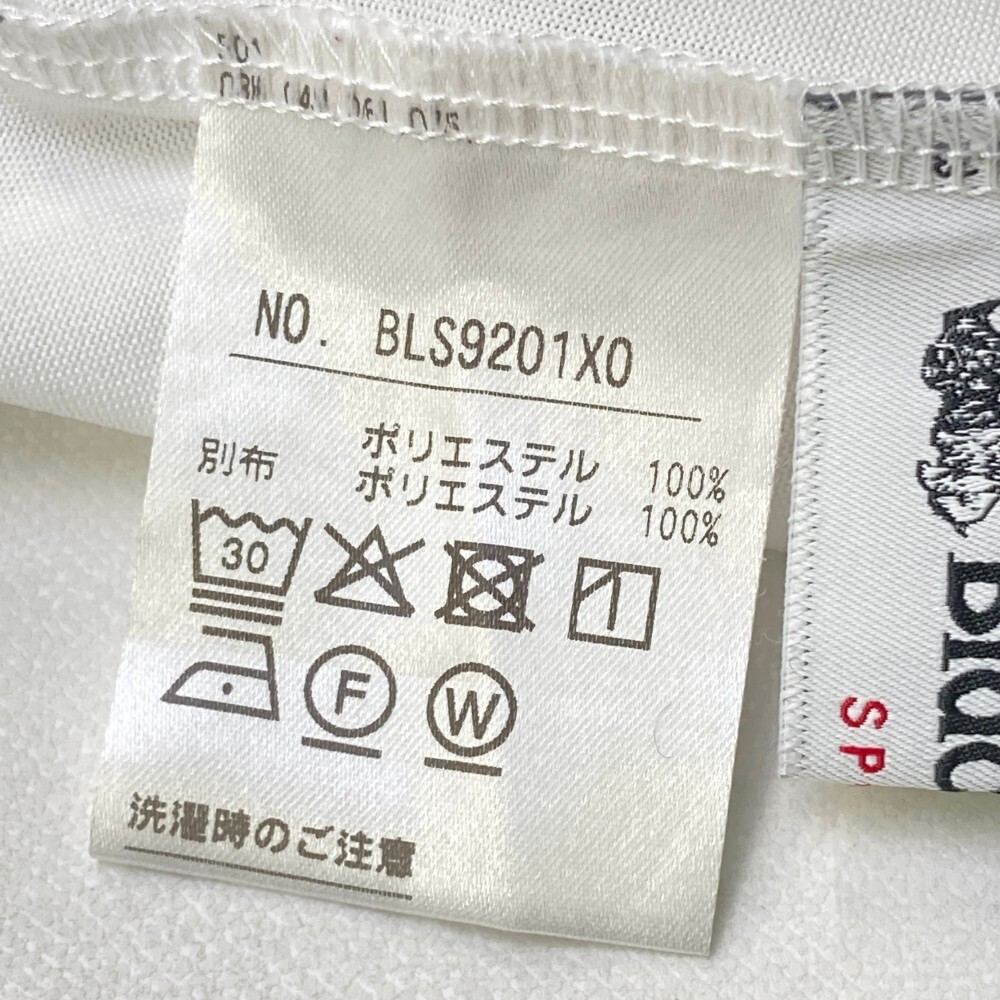 NO. BLS9201X0
ポリエステル 100%
別布 ポリエステル 100%
30
F
W
洗濯時のご注意
SP